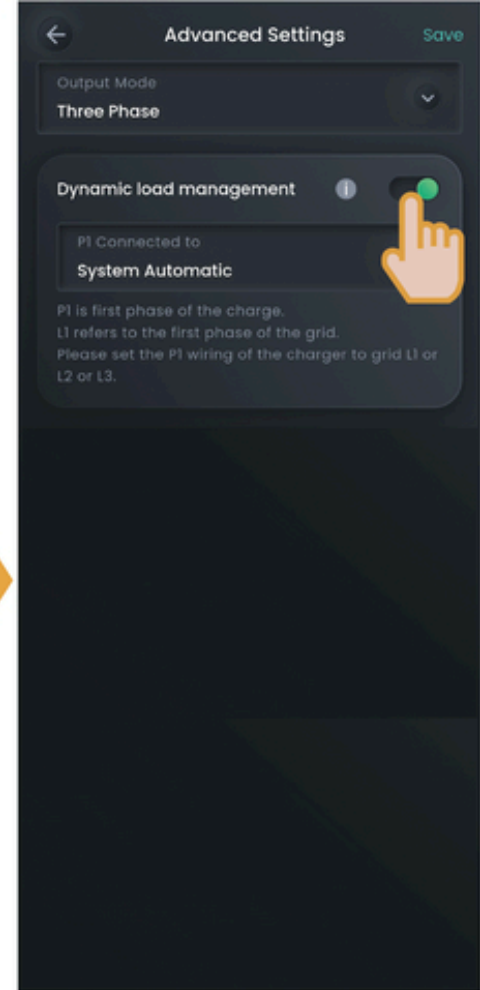 Advanced Settings Save
Output Mode
Three Phase
Dynamic load management i
P1 Connected to
System Automatic
P1 is first phase of the charge.
L1 refers to the first phase of the grid.
Please set the P1 wiring of the charger to grid L1 or
L2 or L3.